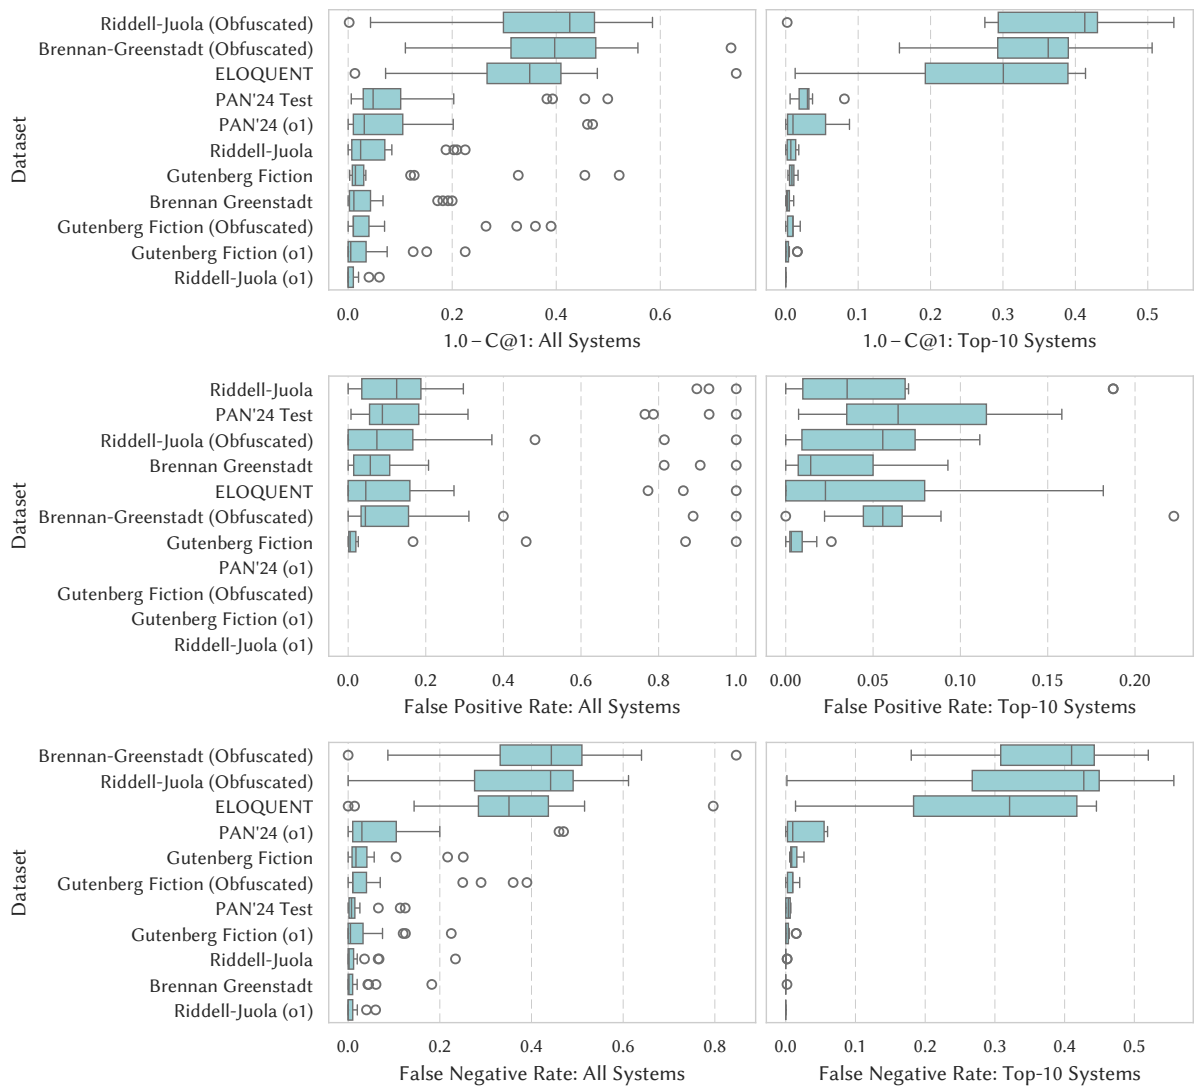 Dataset
Riddell-Juola (Obfuscated)
Brennan-Greenstadt (Obfuscated)
ELOQUENT
PAN'24 Test
PAN'24 (o1)
Riddell-Juola
Gutenberg Fiction
Brennan Greenstadt
Gutenberg Fiction (Obfuscated)
Gutenberg Fiction (o1)
Riddell-Juola (o1)
0.0 0.2 0.4 0.6
1.0 – C@1: All Systems
0.0 0.1 0.2 0.3 0.4 0.5
1.0 – C@1: Top-10 Systems
Dataset
Riddell-Juola
PAN'24 Test
Riddell-Juola (Obfuscated)
Brennan Greenstadt
ELOQUENT
Brennan-Greenstadt (Obfuscated)
Gutenberg Fiction
PAN'24 (o1)
Gutenberg Fiction (Obfuscated)
Gutenberg Fiction (o1)
Riddell-Juola (o1)
0.0 0.2 0.4 0.6 0.8 1.0
False Positive Rate: All Systems
0.00 0.05 0.10 0.15 0.20
False Positive Rate: Top-10 Systems
Dataset
Brennan-Greenstadt (Obfuscated)
Riddell-Juola (Obfuscated)
ELOQUENT
PAN'24 (o1)
Gutenberg Fiction
Gutenberg Fiction (Obfuscated)
PAN'24 Test
Gutenberg Fiction (o1)
Riddell-Juola
Brennan Greenstadt
Riddell-Juola (o1)
0.0 0.2 0.4 0.6 0.8
False Negative Rate: All Systems
0.0 0.1 0.2 0.3 0.4 0.5
False Negative Rate: Top-10 Systems